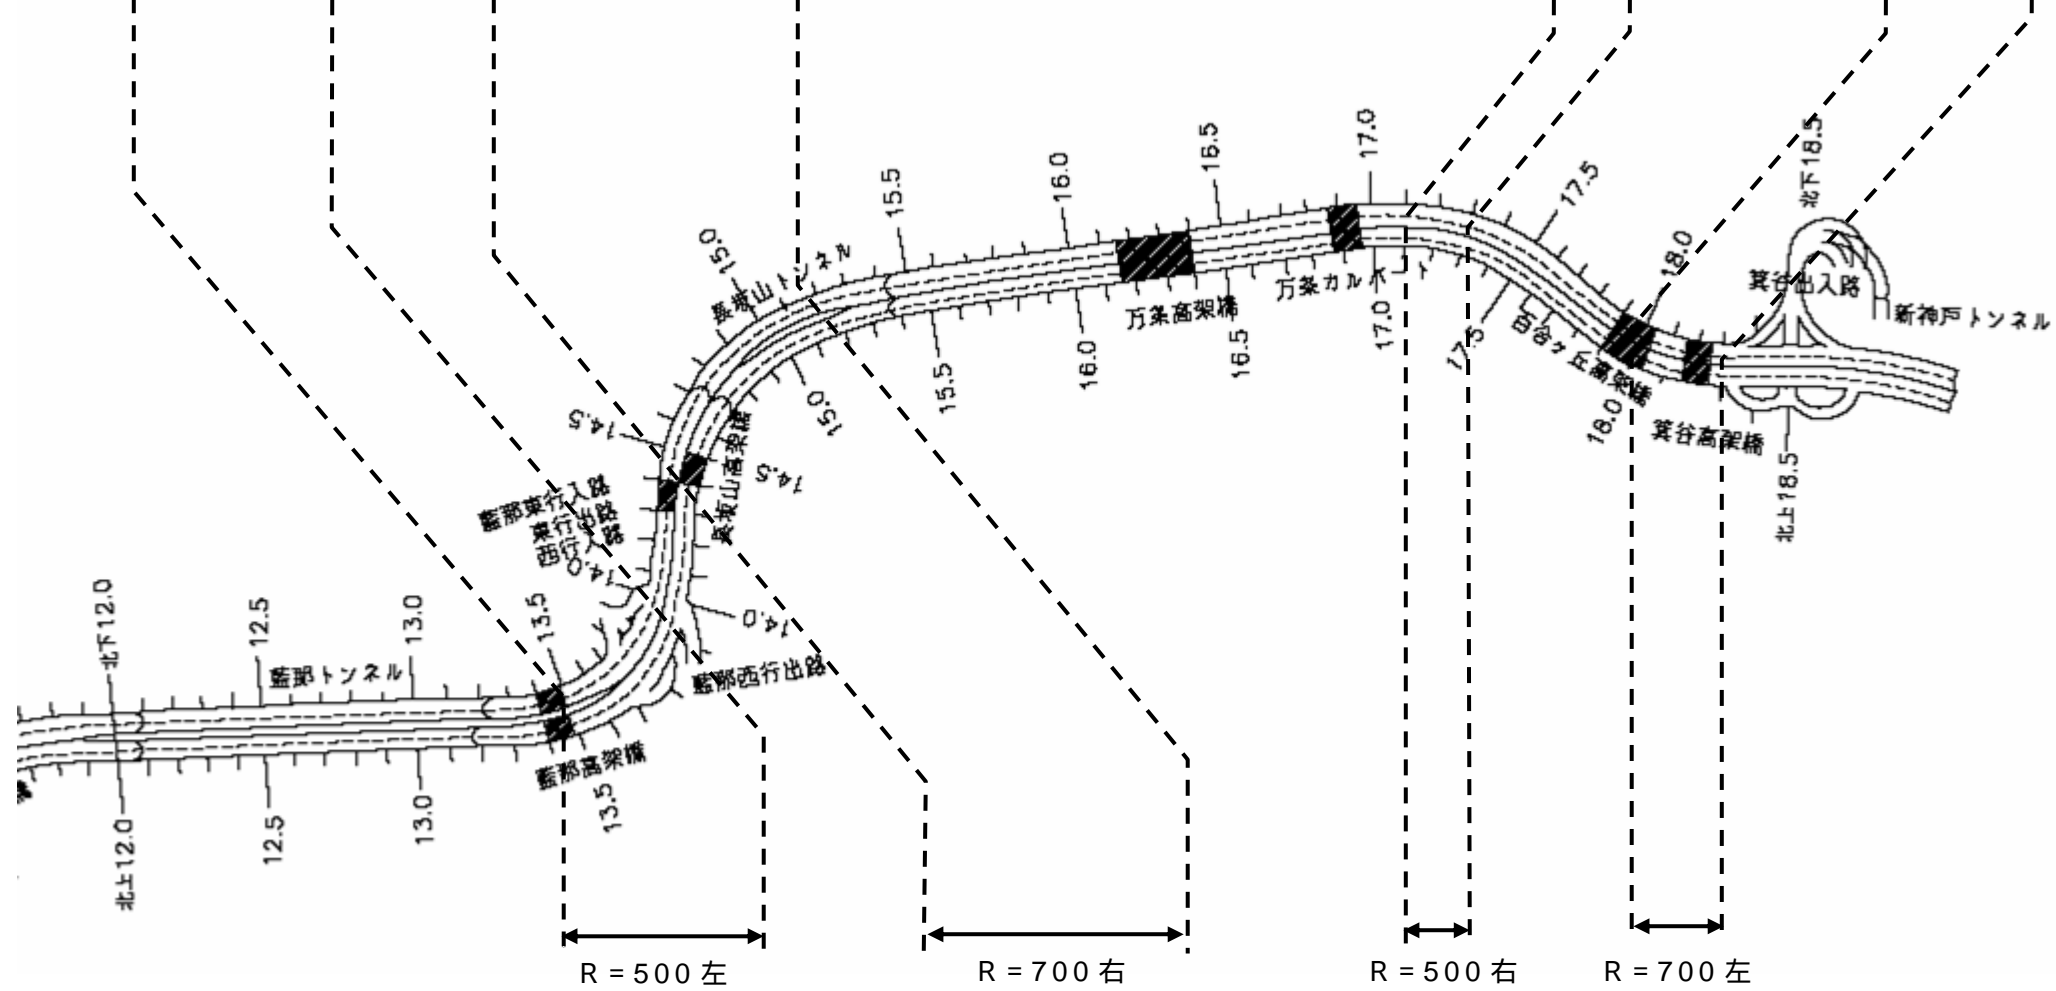 北下18.5
17.0
16.5
16.0
17.5
15.5
18.0
15.0
長坂山トンネル
箕谷出入路
新神戸トンネル
万条カルバート
万条高架橋
17.0
16.5
17.5
16.0
15.5
百合ヶ丘高架橋
18.0
箕谷高架橋
15.0
14.5
14.5
長坂山高架橋
北上18.5
藍那東行入路
東行出路
西行入路
14.0
14.0
北下12.0
12.5
13.0
13.5
藍那トンネル
藍那西行出路
藍那高架橋
13.5
北上12.0
12.5
13.0
R=500 左
R=700 右
R=500 右
R=700 左